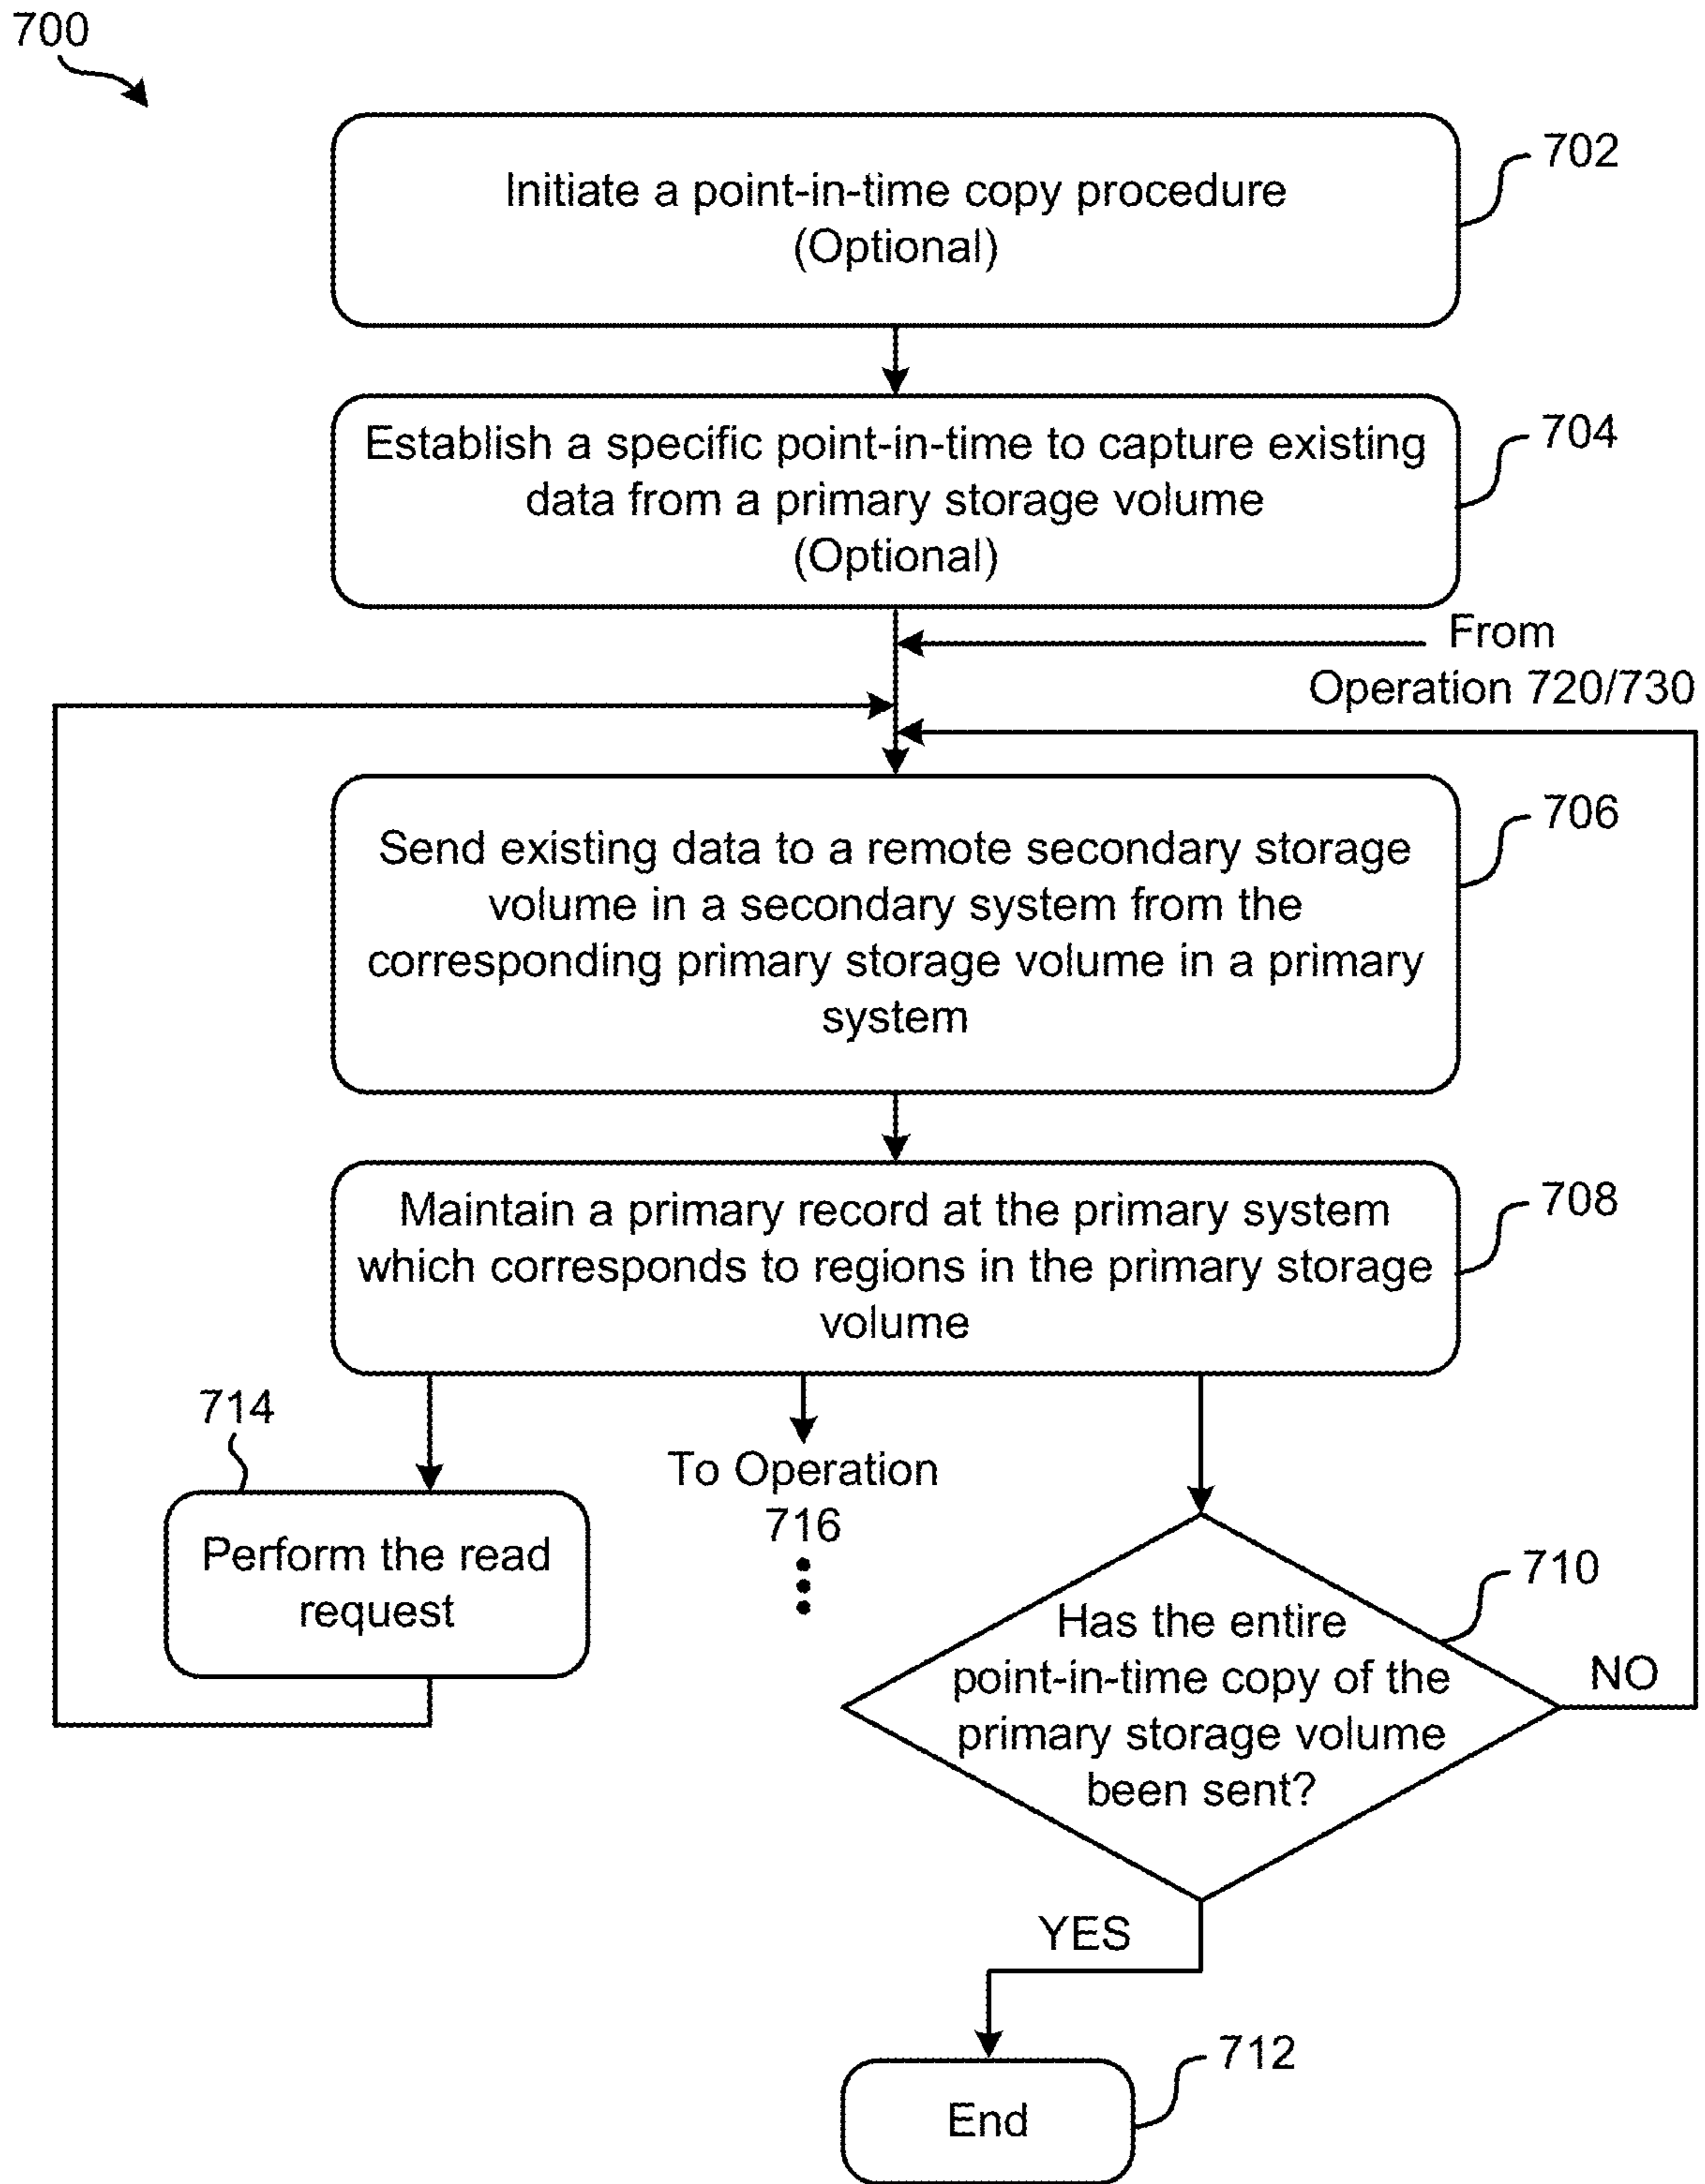 700
Initiate a point-in-time copy procedure
(Optional)
702
Establish a specific point-in-time to capture existing
data from a primary storage volume
(Optional)
704
From
Operation 720/730
Send existing data to a remote secondary storage
volume in a secondary system from the
corresponding primary storage volume in a primary
system
706
Maintain a primary record at the primary system
which corresponds to regions in the primary storage
volume
708
714
Perform the read
request
To Operation
716
Has the entire
point-in-time copy of the
primary storage volume
been sent?
710
NO
YES
End
712